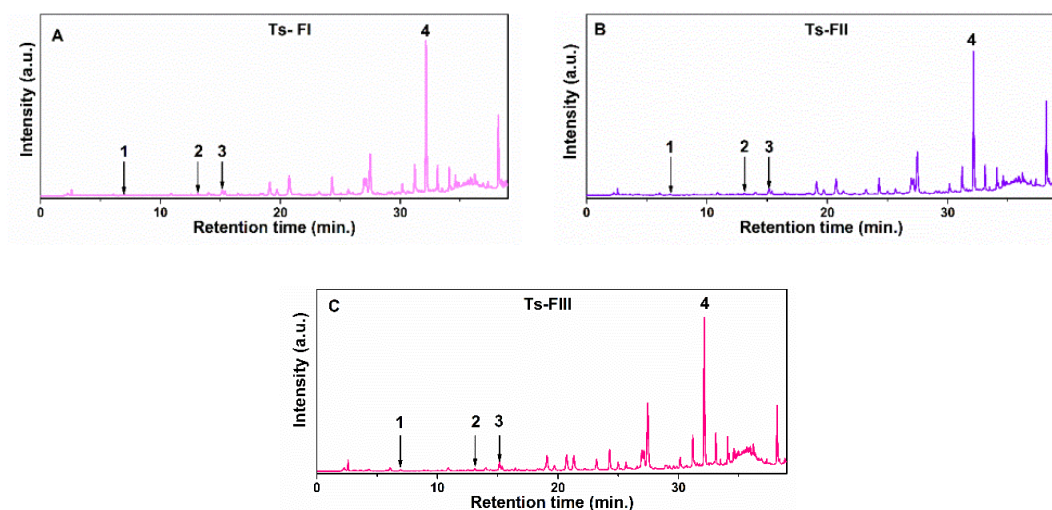 A
Ts- FI
4
1
2
3
Intensity (a.u.)
0
10
20
30
Retention time (min.)
B
Ts-FII
4
1
2
3
Intensity (a.u.)
0
10
20
30
Retention time (min.)
C
Ts-FIII
4
1
2
3
Intensity (a.u.)
0
10
20
30
Retention time (min.)